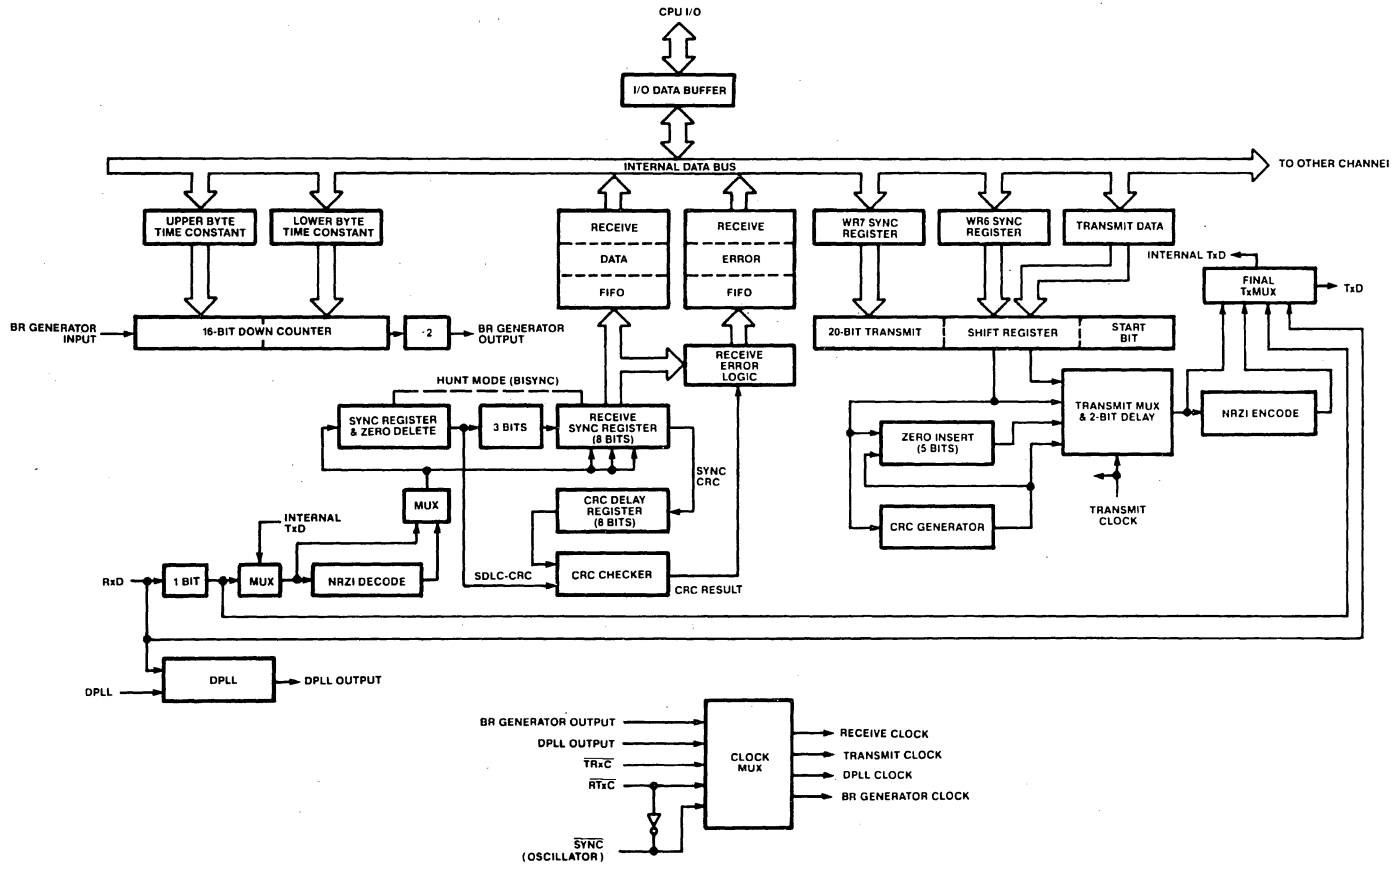 CPU I/O
I/O DATA BUFFER
INTERNAL DATA BUS
TO OTHER CHANNEL
UPPER BYTE
TIME CONSTANT
LOWER BYTE
TIME CONSTANT
RECEIVE
DATA
FIFO
RECEIVE
ERROR
FIFO
WR7 SYNC
REGISTER
WR6 SYNC
REGISTER
TRANSMIT DATA
INTERNAL TxD
FINAL
TxMUX
TxD
BR GENERATOR
INPUT
16-BIT DOWN COUNTER
-2
BR GENERATOR
OUTPUT
20-BIT TRANSMIT
SHIFT REGISTER
START
BIT
RECEIVE
ERROR
LOGIC
HUNT MODE (BISYNC)
SYNC REGISTER
& ZERO DELETE
3 BITS
RECEIVE
SYNC REGISTER
(8 BITS)
TRANSMIT MUX
& 2-BIT DELAY
NRZI ENCODE
ZERO INSERT
(5 BITS)
SYNC
CRC
MUX
CRC DELAY
REGISTER
(8 BITS)
CRC GENERATOR
TRANSMIT
CLOCK
INTERNAL
TxD
RxD
1 BIT
MUX
NRZI DECODE
SDLC-CRC
CRC CHECKER
CRC RESULT
DPLL
DPLL
DPLL OUTPUT
BR GENERATOR OUTPUT
DPLL OUTPUT
TRxC
RTxC
SYNC
(OSCILLATOR)
CLOCK
MUX
RECEIVE CLOCK
TRANSMIT CLOCK
DPLL CLOCK
BR GENERATOR CLOCK